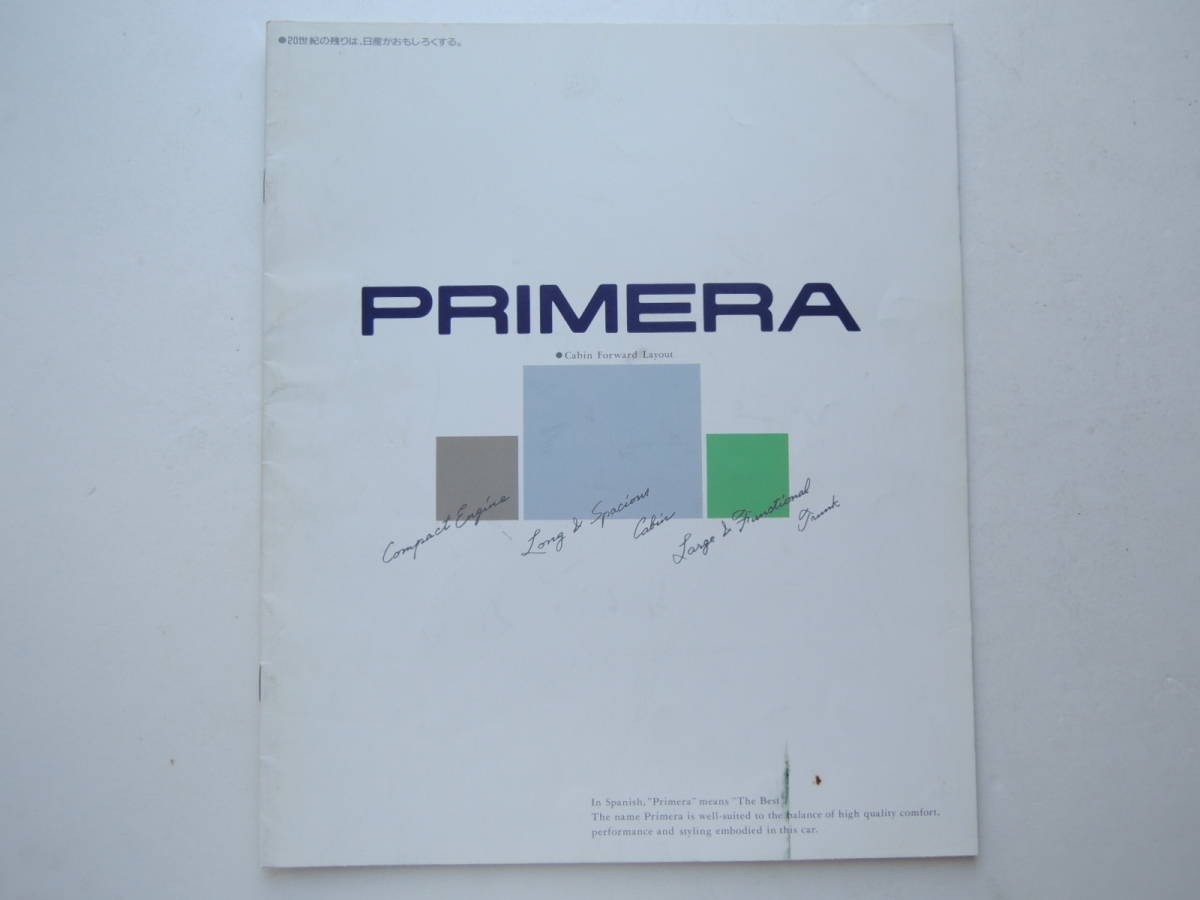 ●20世紀の残りは、日産がおもしろくする。
PRIMERA
●Cabin Forward Layout
Compact Engine
Long & Spacious
Cabin
Large & Functional
Trunk
In Spanish, "Primera" means "The Best".
The name Primera is well-suited to the balance of high quality comfort,
performance and styling embodied in this car.